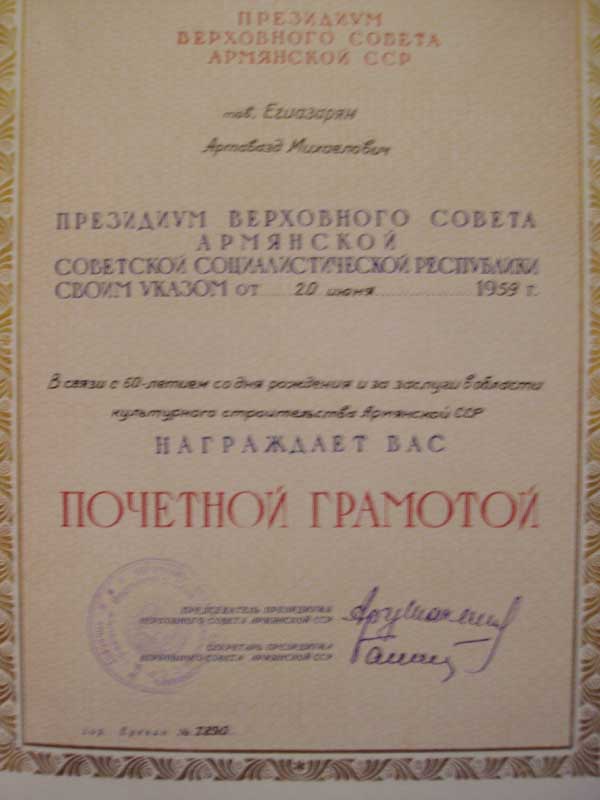 ПРЕЗИДИУМ
ВЕРХОВНОГО СОВЕТА
АРМЯНСКОЙ ССР
тов. Егиазарян
Артавазд Михаелович
ПРЕЗИДИУМ ВЕРХОВНОГО СОВЕТА
АРМЯНСКОЙ
СОВЕТСКОЙ СОЦИАЛИСТИЧЕСКОЙ РЕСПУБЛИКИ
СВОИМ УКАЗОМ от 20 июня 1959 г.
В связи с 60-летием со дня рождения и за заслуги в области
культурного строительства Армянской ССР
НАГРАЖДАЕТ ВАС
ПОЧЕТНОЙ ГРАМОТОЙ
ПРЕДСЕДАТЕЛЬ ПРЕЗИДИУМА
ВЕРХОВНОГО СОВЕТА АРМЯНСКОЙ ССР
СЕКРЕТАРЬ ПРЕЗИДИУМА
ВЕРХОВНОГО СОВЕТА АРМЯНСКОЙ ССР
гор. Ереван №